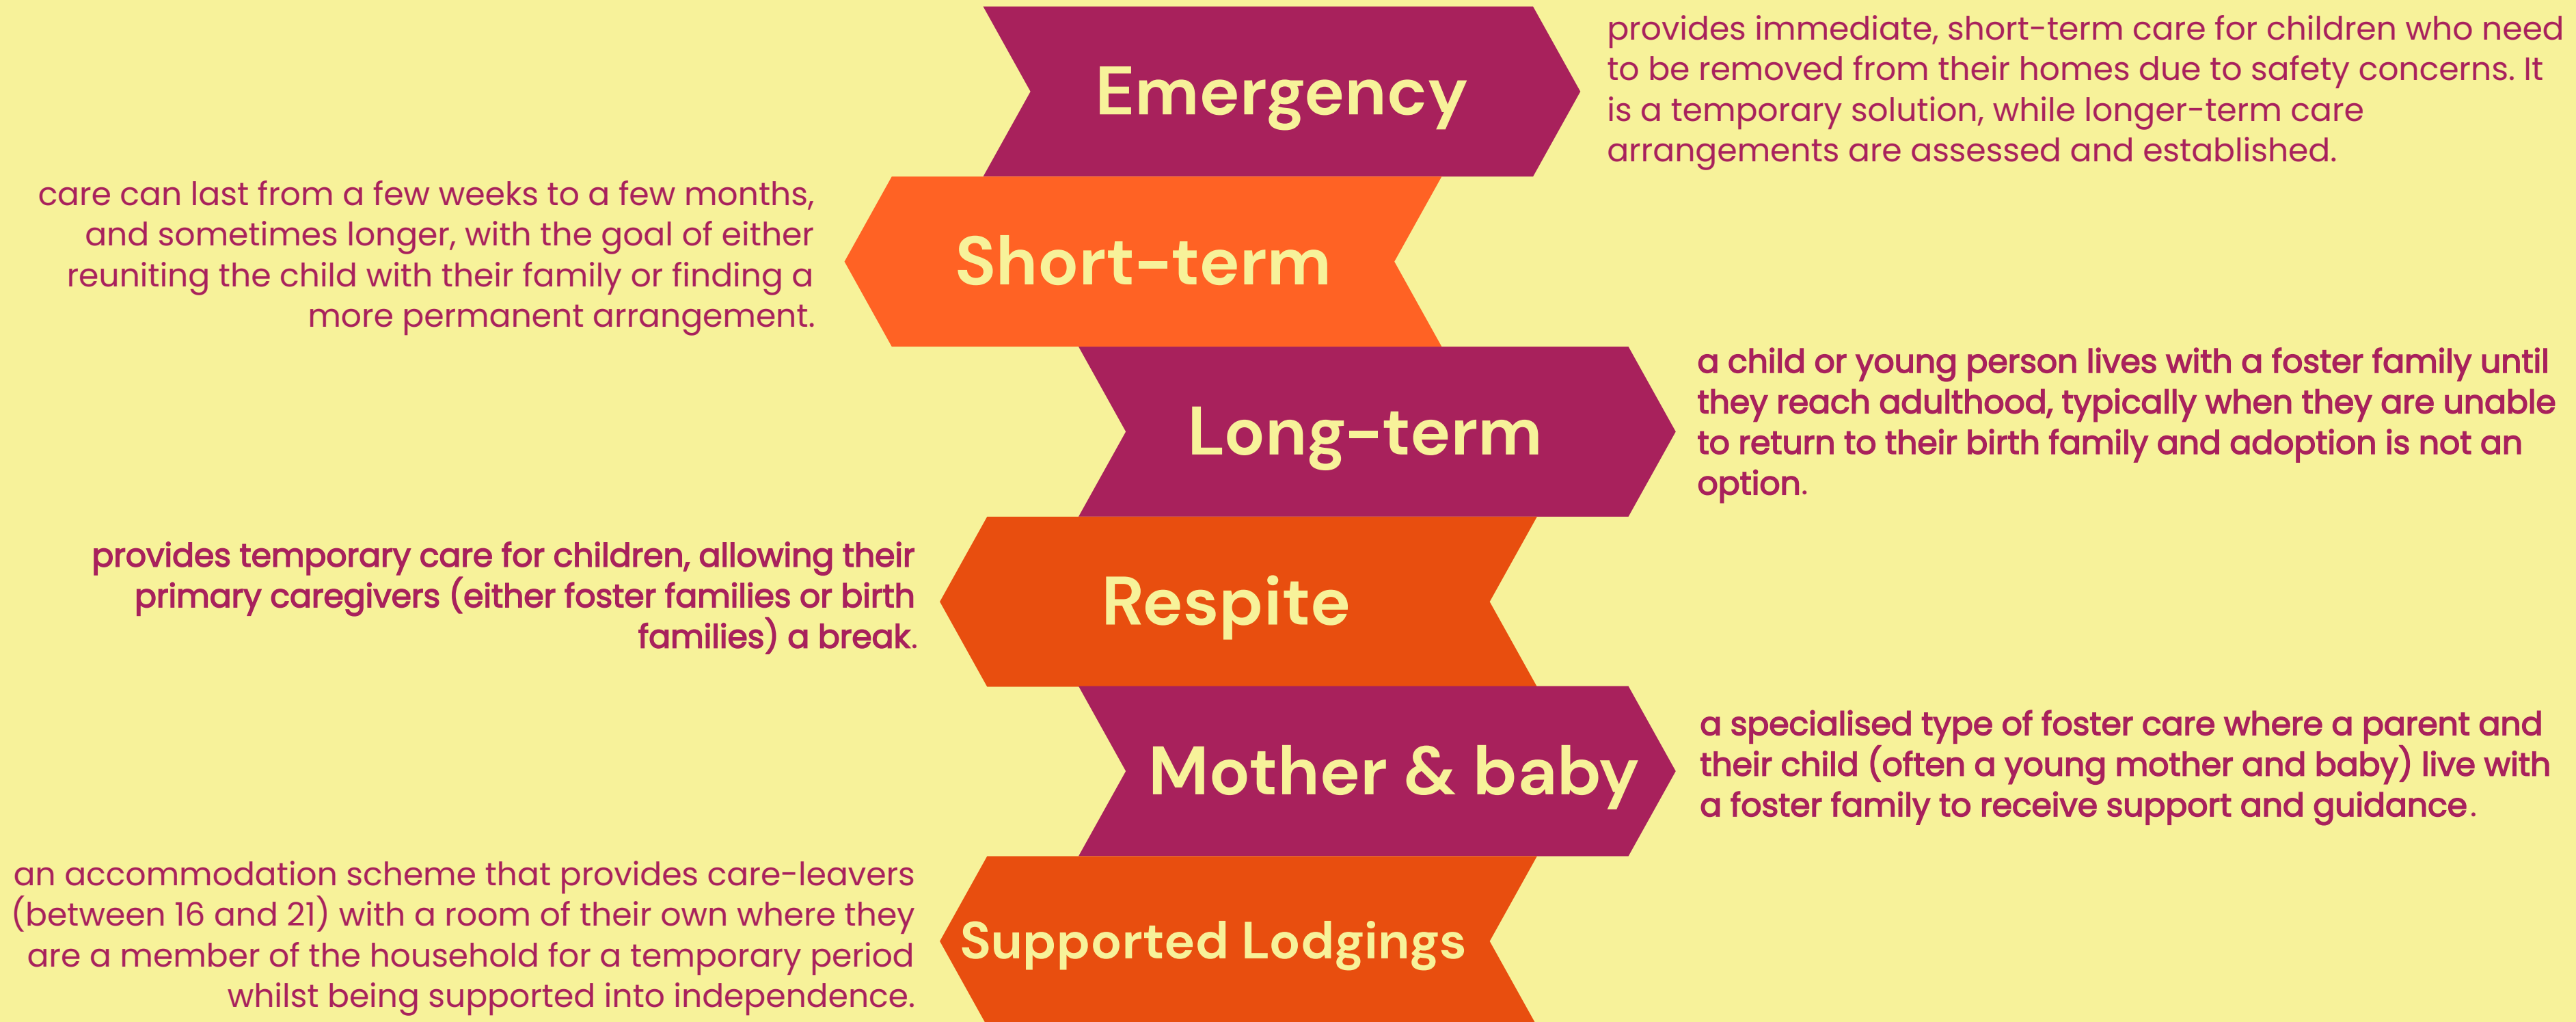 Emergency
provides immediate, short-term care for children who need
to be removed from their homes due to safety concerns. It
is a temporary solution, while longer-term care
arrangements are assessed and established.
Short-term
care can last from a few weeks to a few months,
and sometimes longer, with the goal of either
reuniting the child with their family or finding a
more permanent arrangement.
Long-term
a child or young person lives with a foster family until
they reach adulthood, typically when they are unable
to return to their birth family and adoption is not an
option.
Respite
provides temporary care for children, allowing their
primary caregivers (either foster families or birth
families) a break.
Mother & baby
a specialised type of foster care where a parent and
their child (often a young mother and baby) live with
a foster family to receive support and guidance.
Supported Lodgings
an accommodation scheme that provides care-leavers
(between 16 and 21) with a room of their own where they
are a member of the household for a temporary period
whilst being supported into independence.